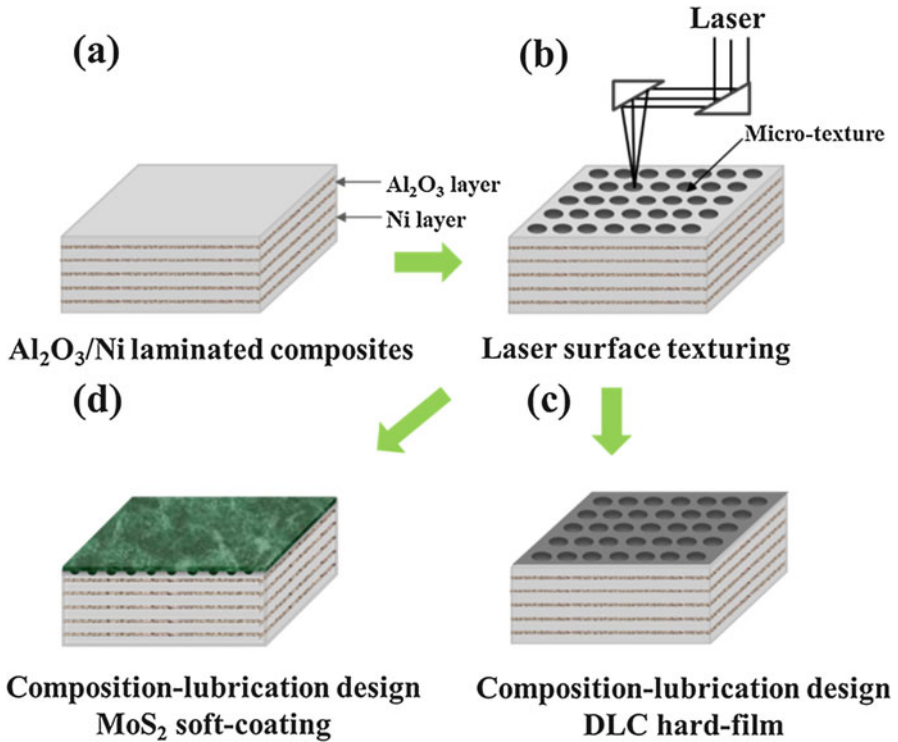 (a)
Al₂O₃ layer
Ni layer
Al₂O₃/Ni laminated composites
(b)
Laser
Micro-texture
Laser surface texturing
(d)
Composition-lubrication design
MoS₂ soft-coating
(c)
Composition-lubrication design
DLC hard-film